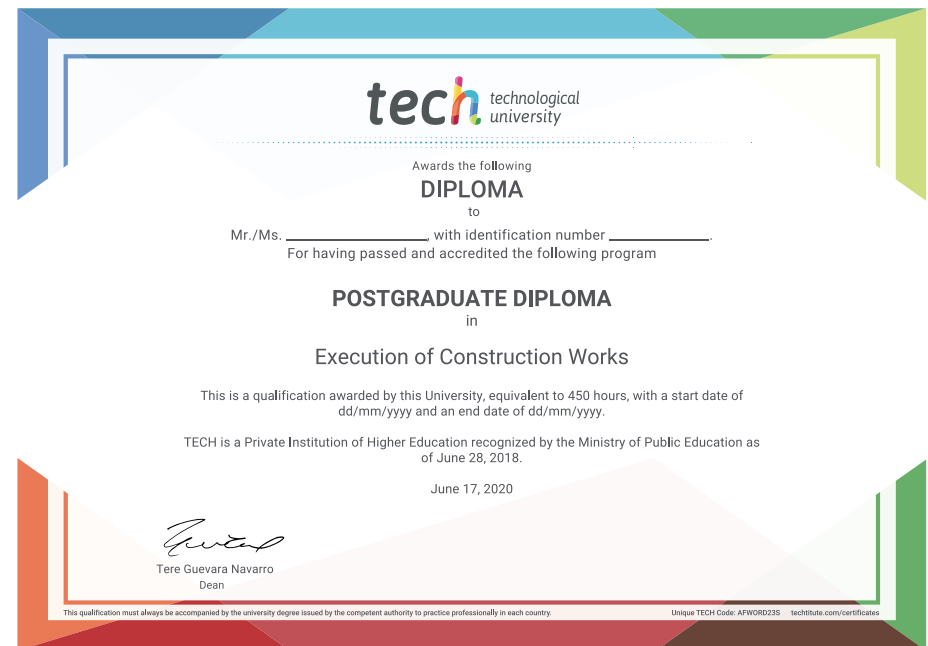 tech technological
university
Awards the following
DIPLOMA
to
Mr./Ms. ____________________, with identification number ______________.
For having passed and accredited the following program
POSTGRADUATE DIPLOMA
in
Execution of Construction Works
This is a qualification awarded by this University, equivalent to 450 hours, with a start date of
dd/mm/yyyy and an end date of dd/mm/yyyy.
TECH is a Private Institution of Higher Education recognized by the Ministry of Public Education as
of June 28, 2018.
June 17, 2020
Tere Guevara Navarro
Dean
This qualification must always be accompanied by the university degree issued by the competent authority to practice professionally in each country.
Unique TECH Code: AFWORD23S techtitute.com/certificates